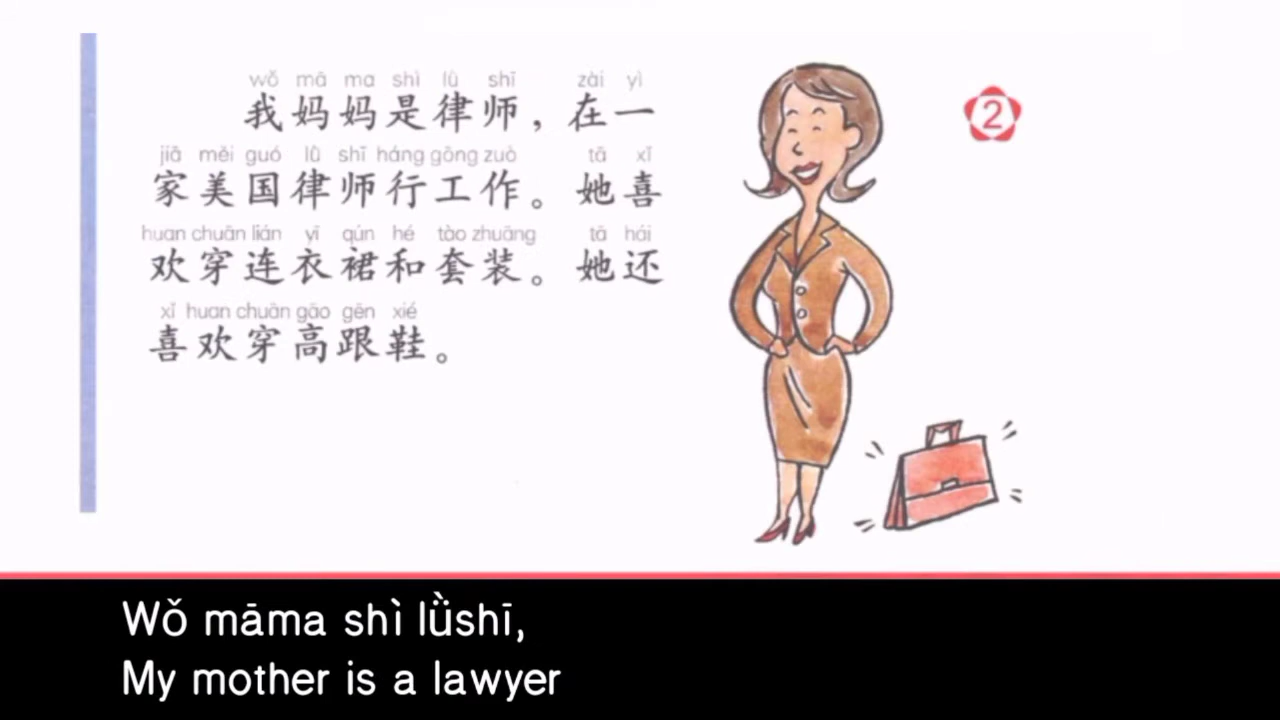 wǒ mā ma shì lǜ shī zài yì
我妈妈是律师，在一
jiā měi guó lǜ shī háng gōng zuò tā xǐ
家美国律师行工作。她喜
huan chuān lián yī qún hé tào zhuāng tā hái
欢穿连衣裙和套装。她还
xǐ huan chuān gāo gēn xié
喜欢穿高跟鞋。
2
Wǒ māma shì lǜshī,
My mother is a lawyer